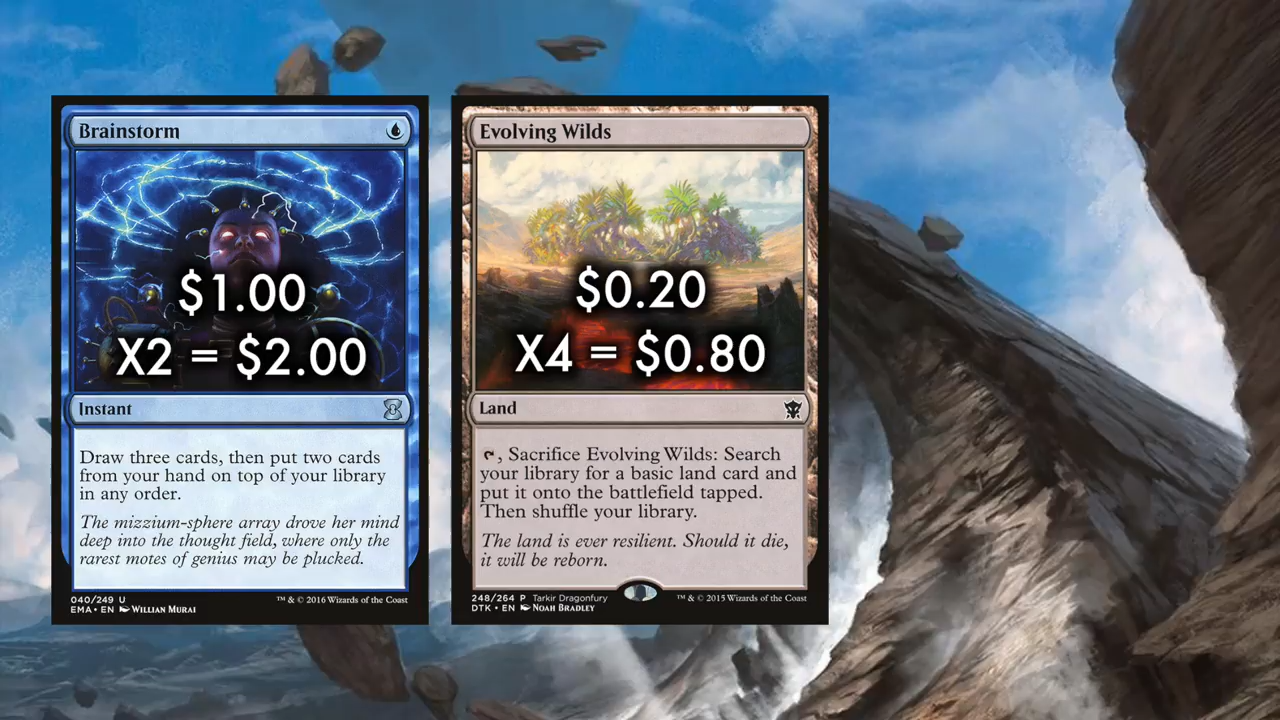 Brainstorm
$1.00
X2 = $2.00
Instant
Draw three cards, then put two cards
from your hand on top of your library
in any order.
The mizzium-sphere array drove her mind
deep into the thought field, where only the
rarest motes of genius may be plucked.
040/249 U
EMA • EN Willian Murai
™ & © 2016 Wizards of the Coast
Evolving Wilds
$0.20
X4 = $0.80
Land
, Sacrifice Evolving Wilds: Search
your library for a basic land card and
put it onto the battlefield tapped.
Then shuffle your library.
The land is ever resilient. Should it die,
it will be reborn.
248/264 P Tarkir Dragonfury
DTK • EN Noah Bradley
™ & © 2015 Wizards of the Coast